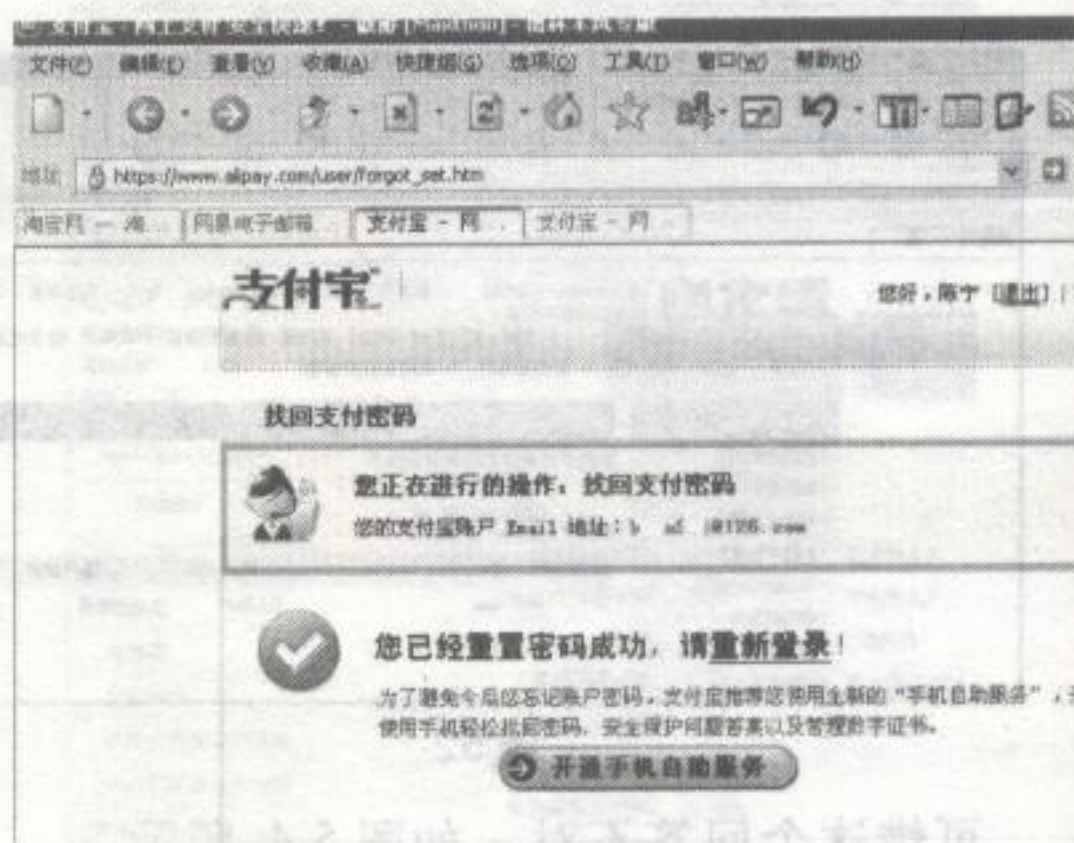 文件(F) 编辑(E) 查看(V) 收藏(A) 快捷组(G) 选项(O) 工具(T) 窗口(W) 帮助(H)
地址 https://www.alipay.com/user/forgot_set.htm
淘宝网 — 淘... 网易电子邮箱 支付宝 - 网... 支付宝 - 网
支付宝
您好，陈宁 [退出] |
找回支付密码
您正在进行的操作：找回支付密码
您的支付宝账户 Email 地址：@126.com
您已经重置密码成功，请重新登录！
为了避免今后您忘记账户密码，支付宝推荐您使用全新的“手机自助服务”，
使用手机轻松找回密码、安全保护问题答案以及管理数字证书。
开通手机自助服务